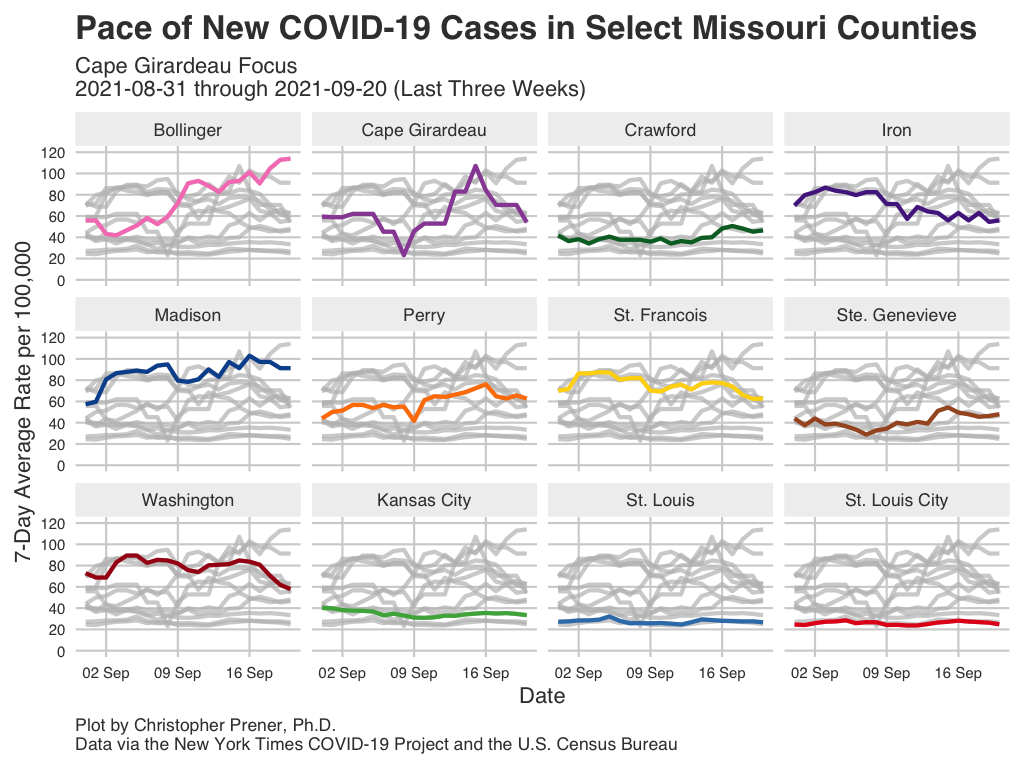 Pace of New COVID-19 Cases in Select Missouri Counties
Cape Girardeau Focus
2021-08-31 through 2021-09-20 (Last Three Weeks)
7-Day Average Rate per 100,000
Bollinger Cape Girardeau Crawford Iron
120
100
80
60
40
20
0
Madison Perry St. Francois Ste. Genevieve
120
100
80
60
40
20
0
Washington Kansas City St. Louis St. Louis City
120
100
80
60
40
20
0
02 Sep 09 Sep 16 Sep 02 Sep 09 Sep 16 Sep 02 Sep 09 Sep 16 Sep 02 Sep 09 Sep 16 Sep
Date
Plot by Christopher Prener, Ph.D.
Data via the New York Times COVID-19 Project and the U.S. Census Bureau